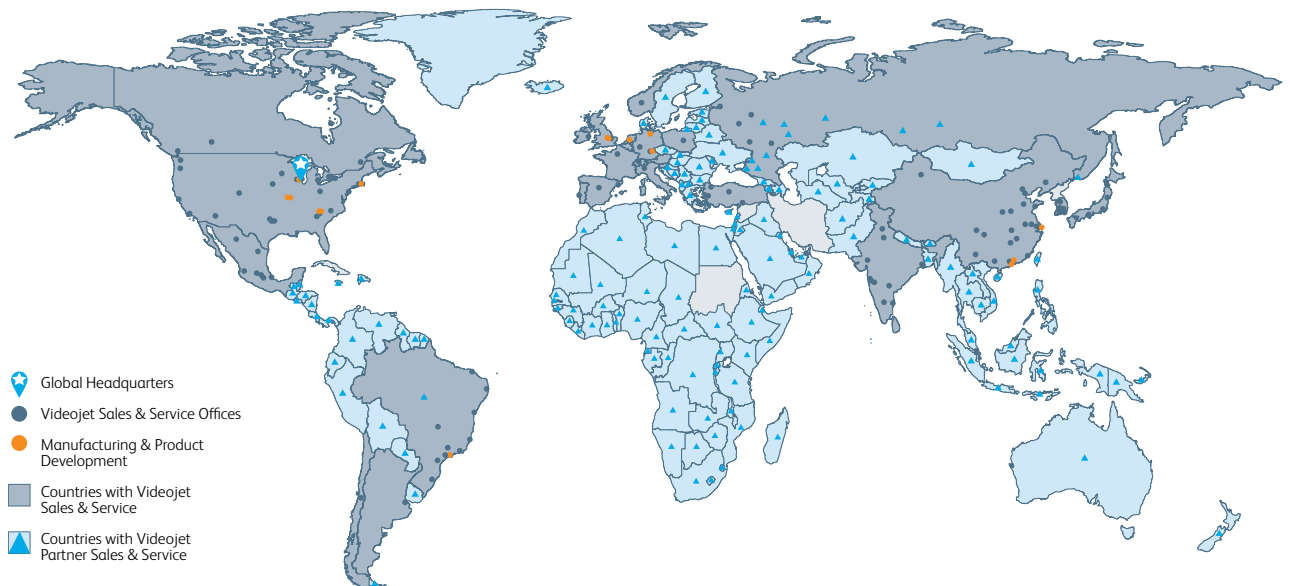 Global Headquarters
Videojet Sales & Service Offices
Manufacturing & Product
Development
Countries with Videojet
Sales & Service
Countries with Videojet
Partner Sales & Service